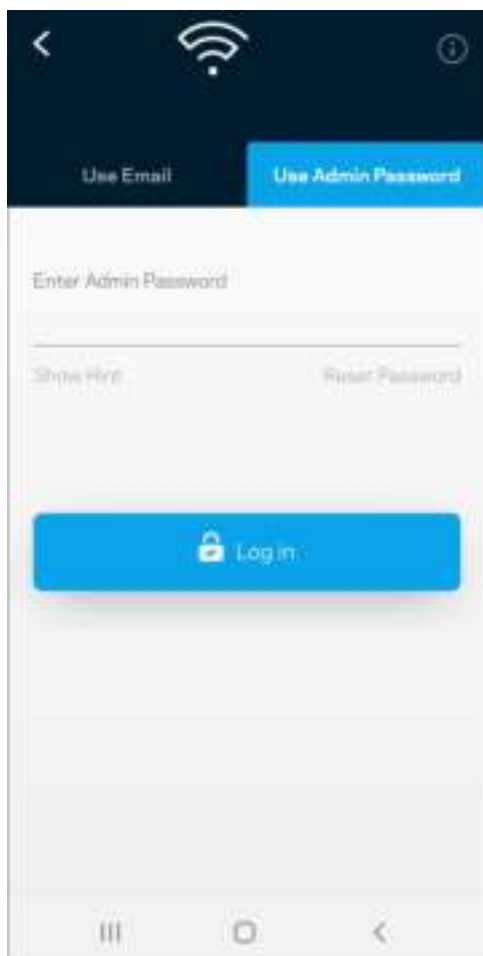 Use Email
Use Admin Password
Enter Admin Password
Show Hint
Reset Password
Log in